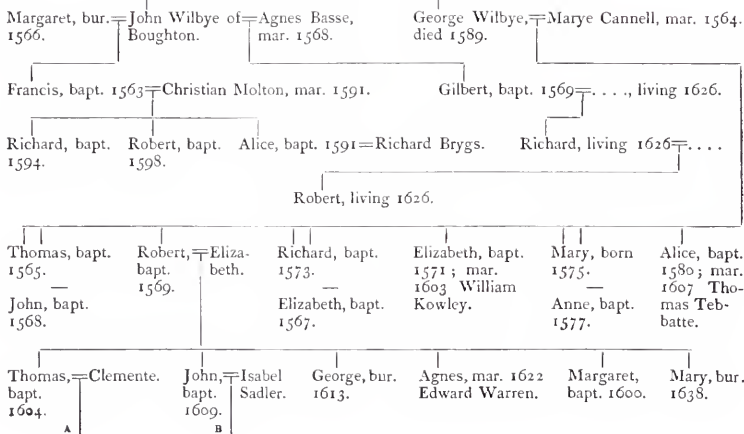 Margaret, bur.=John Wilbye of=Agnes Basse,
1566. Boughton. mar. 1568.
George Wilbye,=Marye Cannell, mar. 1564.
died 1589.
Francis, bapt. 1563=Christian Molton, mar. 1591.
Gilbert, bapt. 1569=. . . ., living 1626.
Richard, bapt.
1594.
Robert, bapt.
1598.
Alice, bapt. 1591=Richard Brygs.
Richard, living 1626=. . . .
Robert, living 1626.
Thomas, bapt.
1565.
—
John, bapt.
1568.
Robert,=Eliza-
bapt. beth.
1569.
Richard, bapt.
1573.
—
Elizabeth, bapt.
1567.
Elizabeth, bapt.
1571; mar.
1603 William
Kowley.
Mary, born
1575.
—
Anne, bapt.
1577.
Alice, bapt.
1580; mar.
1607 Tho-
mas Teb-
batte.
Thomas,=Clemente.
bapt.
1604.
A
John,=Isabel
bapt. Sadler.
1609.
B
George, bur.
1613.
Agnes, mar. 1622
Edward Warren.
Margaret,
bapt. 1600.
Mary, bur.
1638.